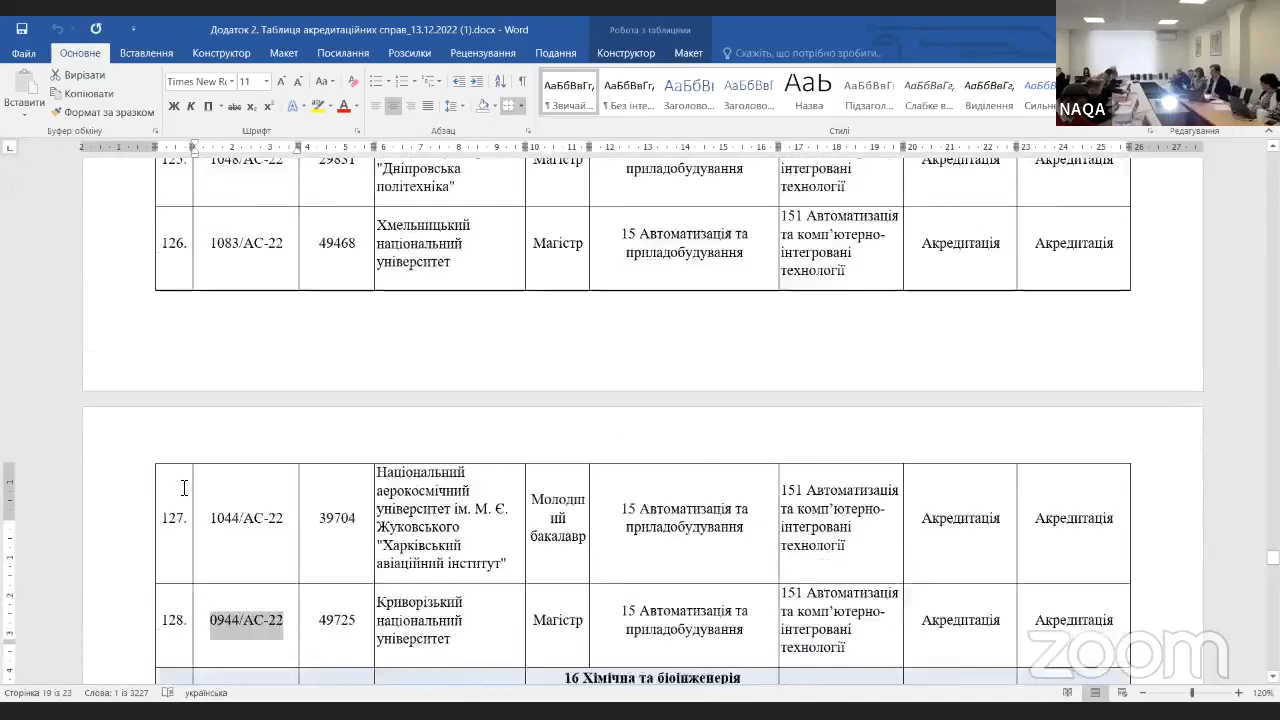 Додаток 2. Таблиця акредитаційних справ_13.12.2022 (1).docx - Word
Робота з таблицями
Файл
Основне
Вставлення
Конструктор
Макет
Посилання
Розсилки
Рецензування
Подання
Конструктор
Макет
Скажіть, що потрібно зробити...
Вставити
Вирізати
Копіювати
Формат за зразком
Буфер обміну
Times New Ro
11
Шрифт
Абзац
АаБбВвГг,
АаБбВвГг,
АаБбВвГ
АаБбВвГг
АаБ
АаБбВвГг
АаБбВвГг
АаБбВвГг
¶ Звичай...
¶ Без інте...
Заголово...
Заголово...
Назва
Підзагол...
Слабке в...
Виділення
Стилі
Редагування
NAQA
125.
1048/АС-22
29831
"Дніпровська
політехніка"
Магістр
приладобудування
інтегровані
технології
Акредитація
Акредитація
126.
1083/АС-22
49468
Хмельницький
національний
університет
Магістр
15 Автоматизація та
приладобудування
151 Автоматизація
та комп’ютерно-
інтегровані
технології
Акредитація
Акредитація
127.
1044/АС-22
39704
Національний
аерокосмічний
університет ім. М. Є.
Жуковського
"Харківський
авіаційний інститут"
Молодш
ий
бакалавр
15 Автоматизація та
приладобудування
151 Автоматизація
та комп’ютерно-
інтегровані
технології
Акредитація
Акредитація
128.
0944/АС-22
49725
Криворізький
національний
університет
Магістр
15 Автоматизація та
приладобудування
151 Автоматизація
та комп’ютерно-
інтегровані
технології
Акредитація
Акредитація
16 Хімічна та біоінженерія
zoom
Сторінка 19 із 23
Слова: 1 із 3227
українська
120%